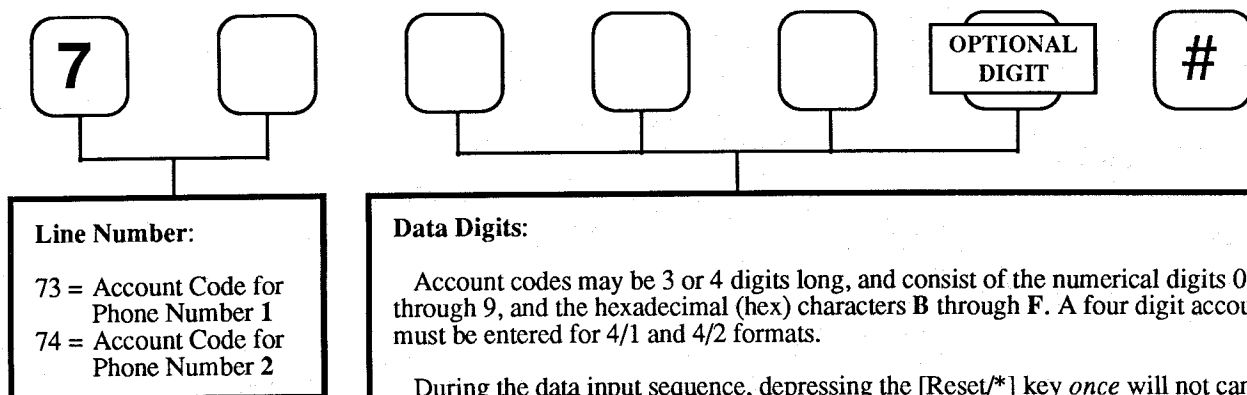 7
OPTIONAL
DIGIT
#
Line Number:
73 = Account Code for
Phone Number 1
74 = Account Code for
Phone Number 2
Data Digits:
Account codes may be 3 or 4 digits long, and consist of the numerical digits 0
through 9, and the hexadecimal (hex) characters B through F. A four digit accou
must be entered for 4/1 and 4/2 formats.
During the data input sequence, depressing the [Reset/*] key once will not can